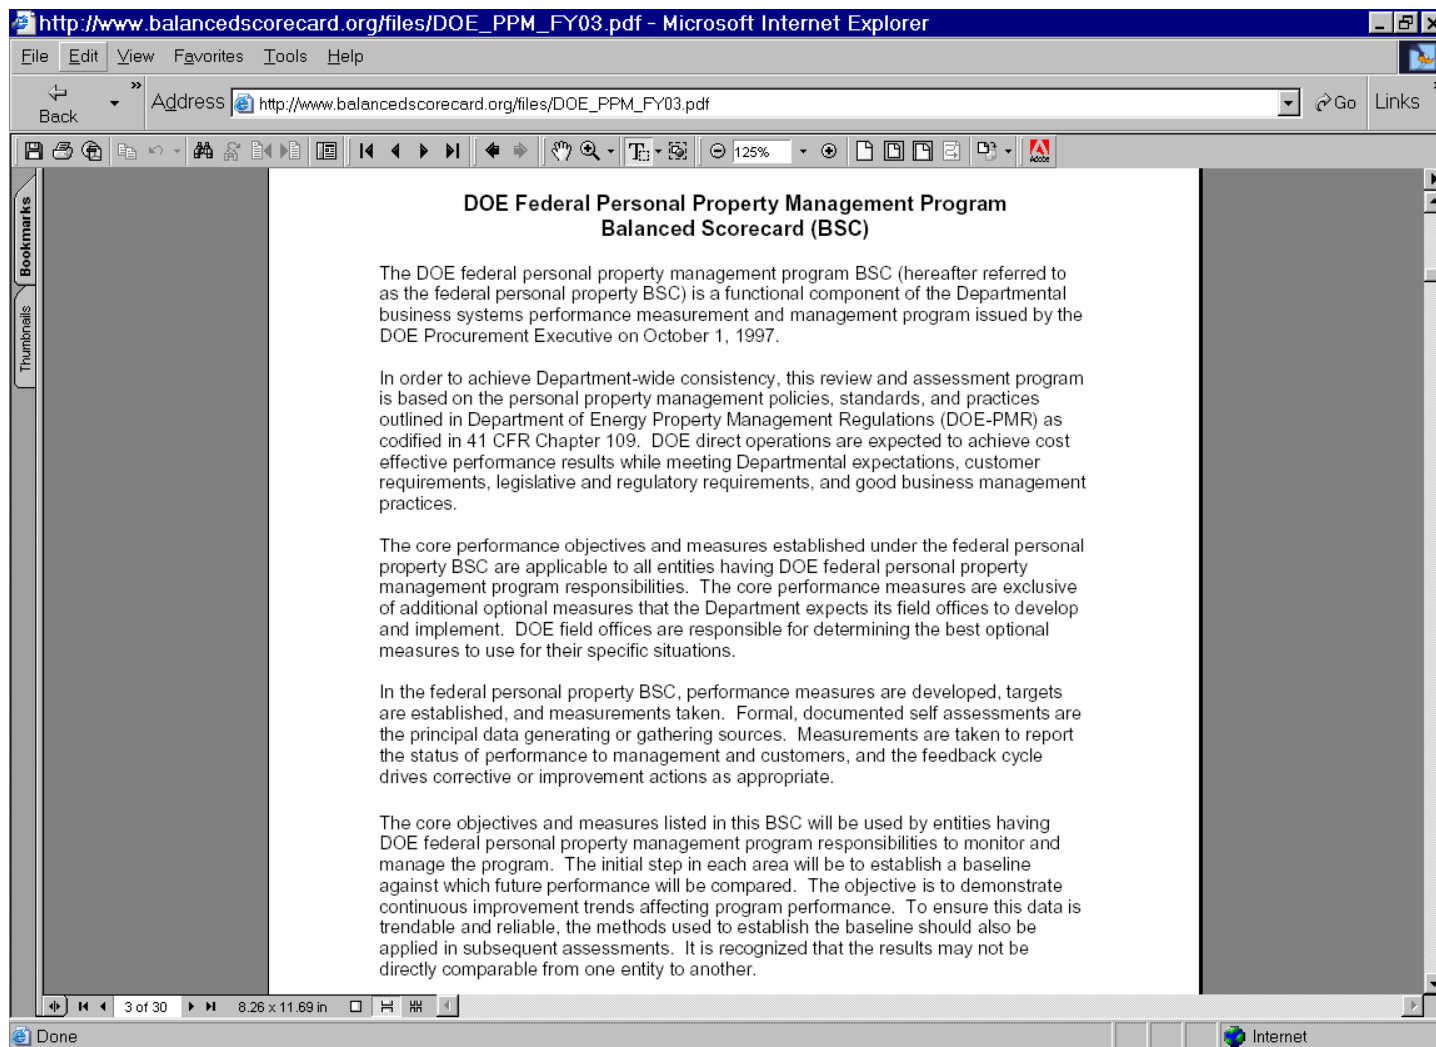 http://www.balancedscorecard.org/files/DOE_PPM_FY03.pdf - Microsoft Internet Explorer
File Edit View Favorites Tools Help
Back » Address http://www.balancedscorecard.org/files/DOE_PPM_FY03.pdf Go Links »
125% Adobe
Bookmarks
Thumbnails
DOE Federal Personal Property Management Program
Balanced Scorecard (BSC)
The DOE federal personal property management program BSC (hereafter referred to
as the federal personal property BSC) is a functional component of the Departmental
business systems performance measurement and management program issued by the
DOE Procurement Executive on October 1, 1997.
In order to achieve Department-wide consistency, this review and assessment program
is based on the personal property management policies, standards, and practices
outlined in Department of Energy Property Management Regulations (DOE-PMR) as
codified in 41 CFR Chapter 109.  DOE direct operations are expected to achieve cost
effective performance results while meeting Departmental expectations, customer
requirements, legislative and regulatory requirements, and good business management
practices.
The core performance objectives and measures established under the federal personal
property BSC are applicable to all entities having DOE federal personal property
management program responsibilities.  The core performance measures are exclusive
of additional optional measures that the Department expects its field offices to develop
and implement.  DOE field offices are responsible for determining the best optional
measures to use for their specific situations.
In the federal personal property BSC, performance measures are developed, targets
are established, and measurements taken.  Formal, documented self assessments are
the principal data generating or gathering sources.  Measurements are taken to report
the status of performance to management and customers, and the feedback cycle
drives corrective or improvement actions as appropriate.
The core objectives and measures listed in this BSC will be used by entities having
DOE federal personal property management program responsibilities to monitor and
manage the program.  The initial step in each area will be to establish a baseline
against which future performance will be compared.  The objective is to demonstrate
continuous improvement trends affecting program performance.  To ensure this data is
trendable and reliable, the methods used to establish the baseline should also be
applied in subsequent assessments.  It is recognized that the results may not be
directly comparable from one entity to another.
3 of 30 8.26 x 11.69 in
Done Internet